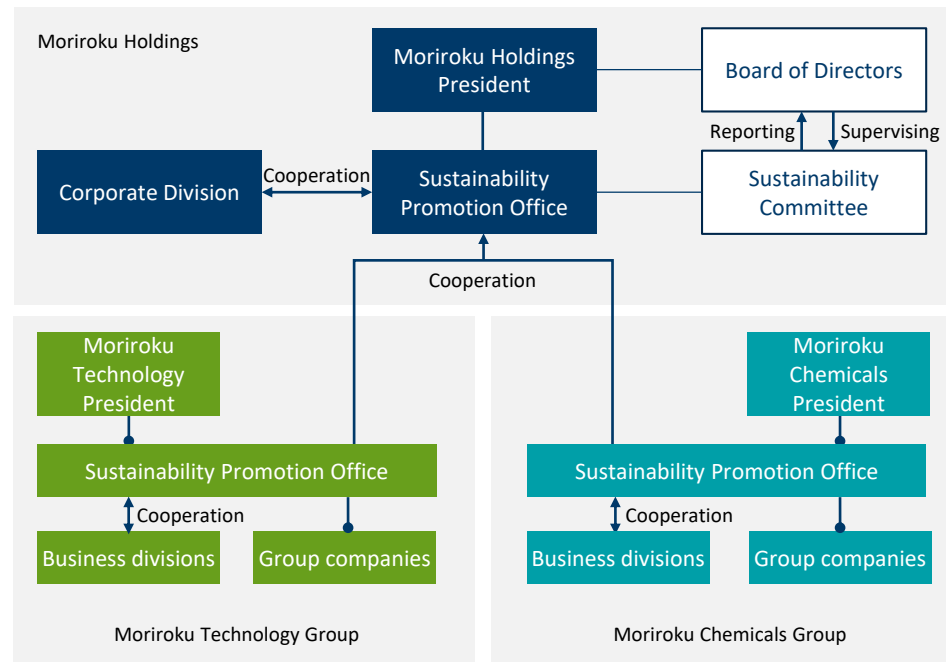 Moriroku Holdings
Moriroku Holdings
President
Board of Directors
Reporting
Supervising
Corporate Division
Cooperation
Sustainability
Promotion Office
Sustainability
Committee
Cooperation
Moriroku
Technology
President
Sustainability Promotion Office
Cooperation
Business divisions
Group companies
Moriroku Technology Group
Moriroku
Chemicals
President
Sustainability Promotion Office
Cooperation
Business divisions
Group companies
Moriroku Chemicals Group